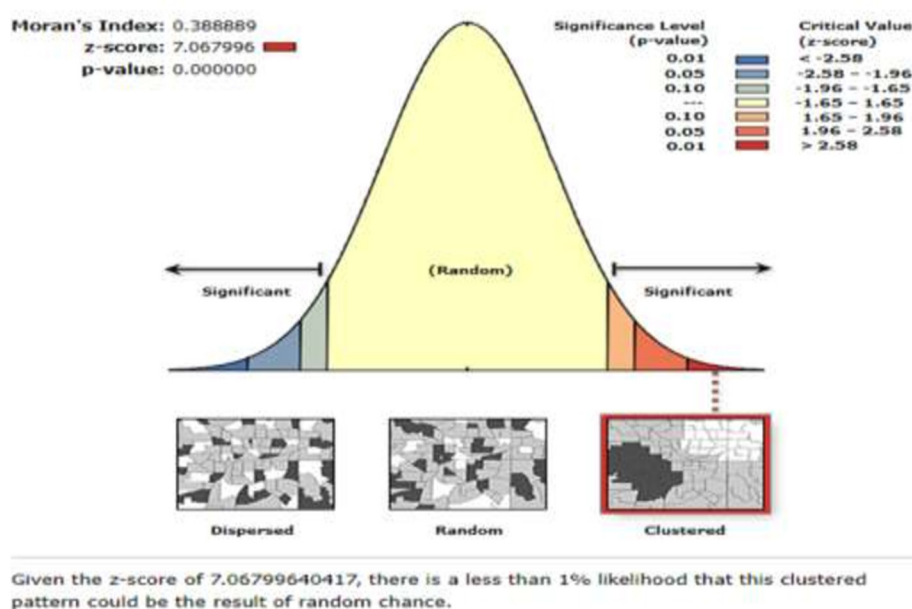 Moran's Index: 0.388889
z-score: 7.067996
p-value: 0.000000
Significance Level
(p-value)
0.01
0.05
0.10
---
0.10
0.05
0.01
Critical Value
(z-score)
< -2.58
-2.58 - -1.96
-1.96 - -1.65
-1.65 - 1.65
1.65 - 1.96
1.96 - 2.58
> 2.58
Significant
(Random)
Significant
Dispersed
Random
Clustered
Given the z-score of 7.06799640417, there is a less than 1% likelihood that this clustered
pattern could be the result of random chance.